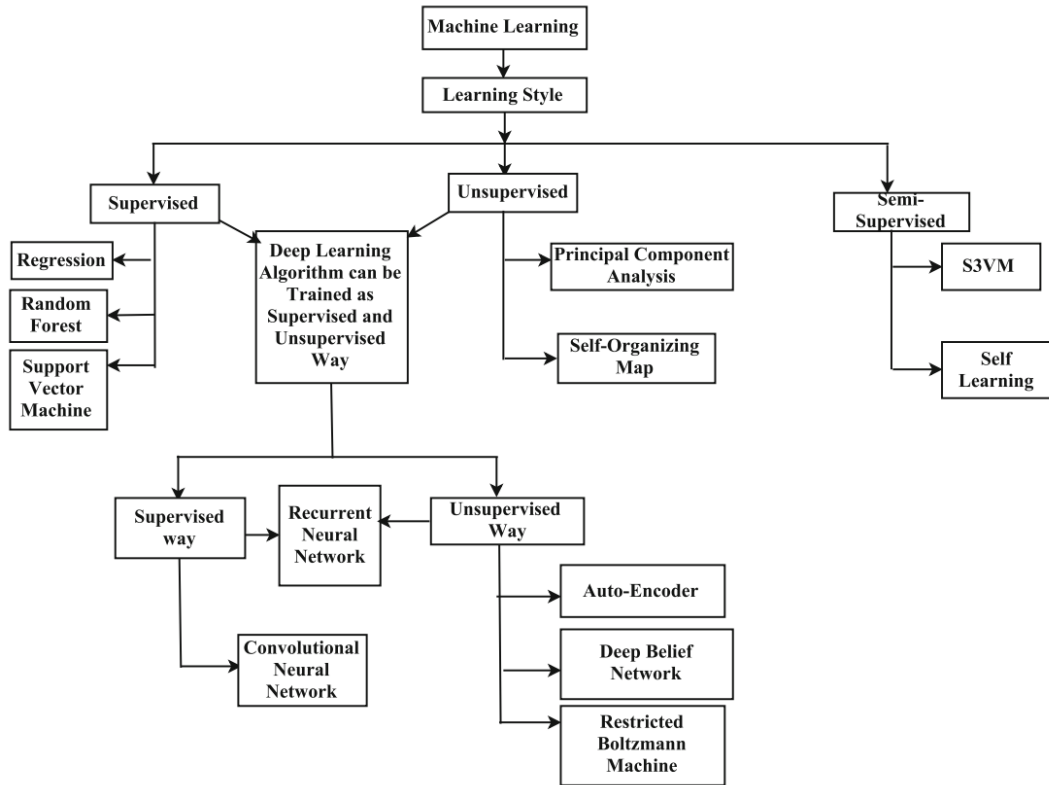 Machine Learning
Learning Style
Supervised
Unsupervised
Semi-
Supervised
Regression
Random
Forest
Support
Vector
Machine
Deep Learning
Algorithm can be
Trained as
Supervised and
Unsupervised
Way
Principal Component
Analysis
Self-Organizing
Map
S3VM
Self
Learning
Supervised
way
Recurrent
Neural
Network
Unsupervised
Way
Convolutional
Neural
Network
Auto-Encoder
Deep Belief
Network
Restricted
Boltzmann
Machine